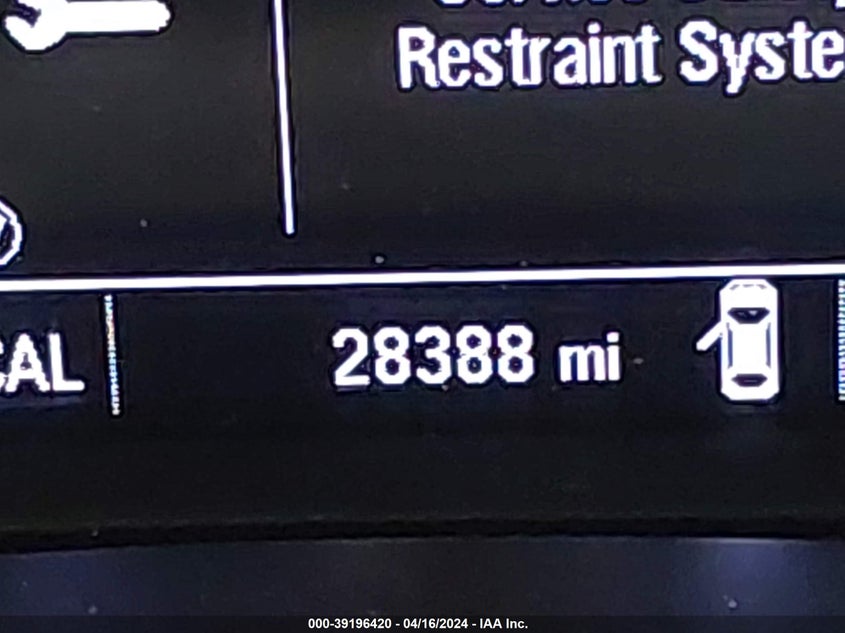 Restraint Syste
CAL
28388 mi
000-39196420 - 04/16/2024 - IAA Inc.